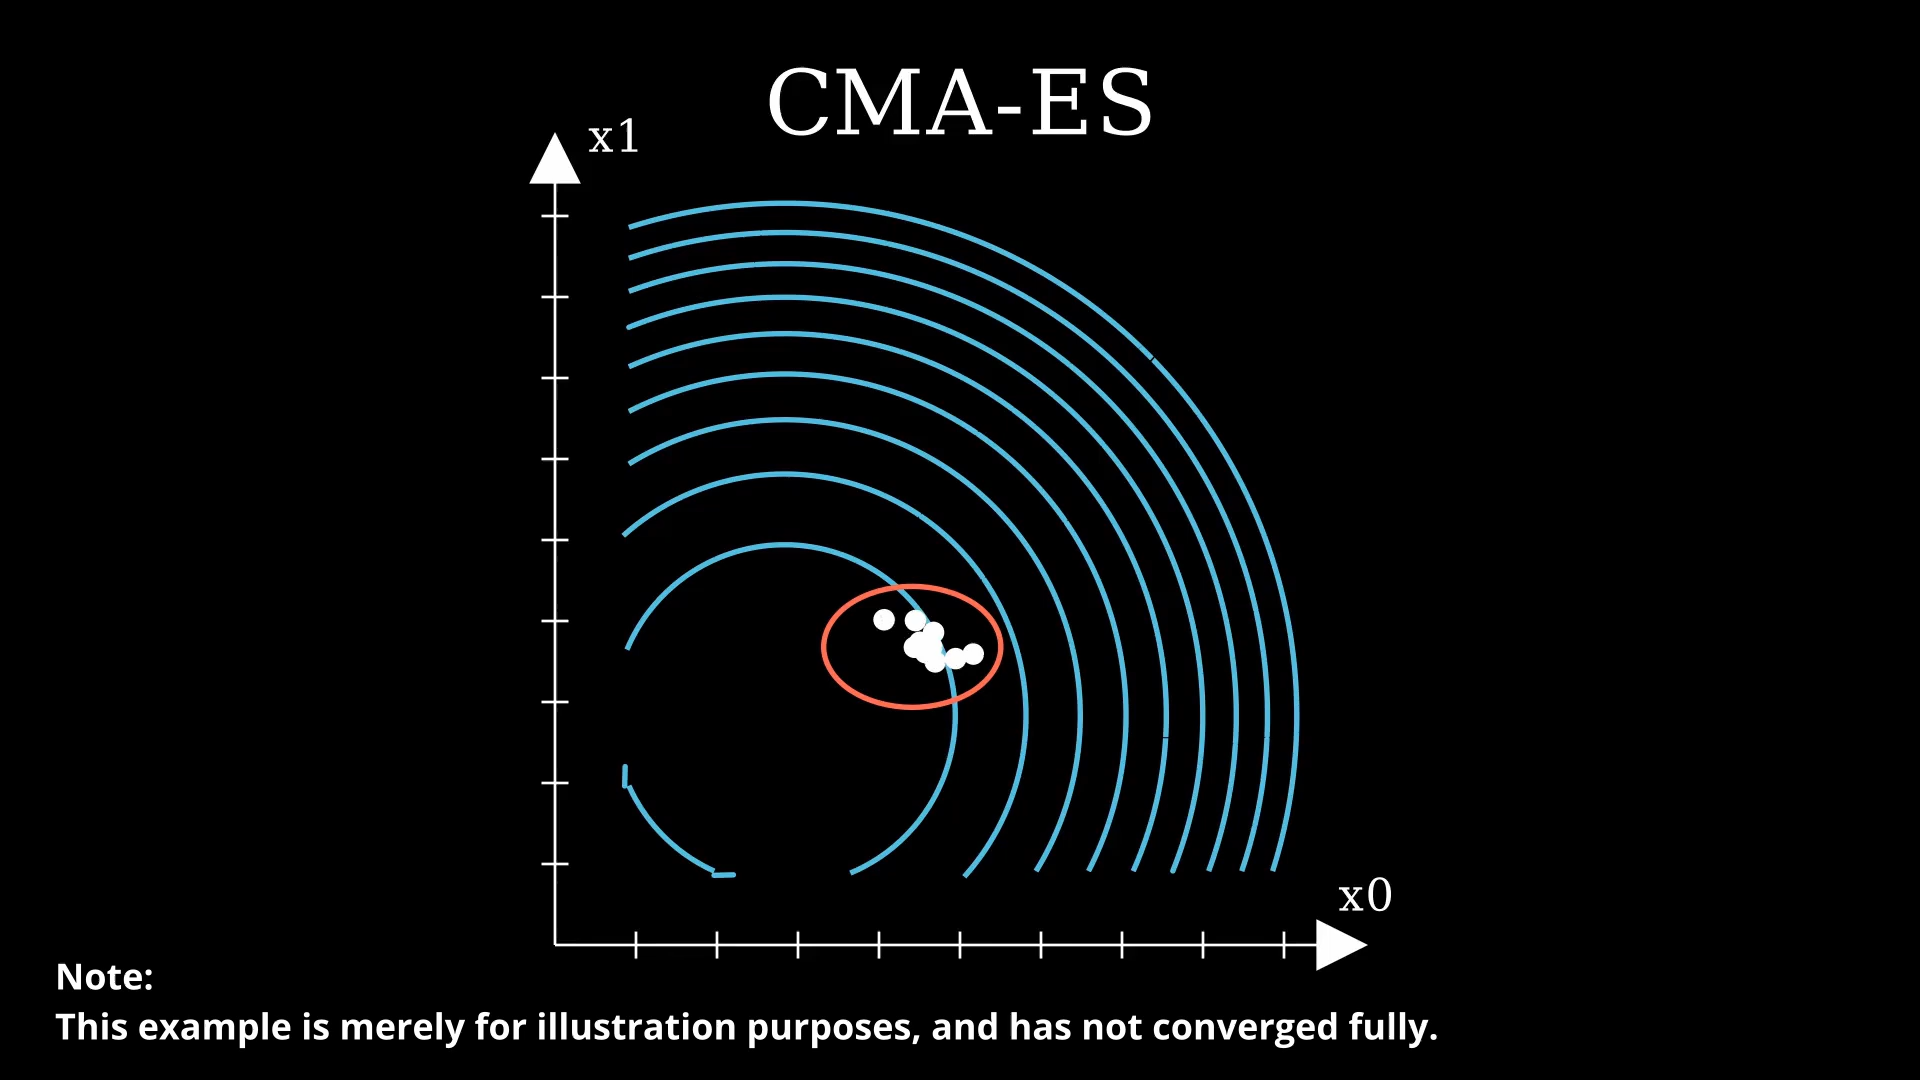 CMA-ES
x1
x0
Note:
This example is merely for illustration purposes, and has not converged fully.